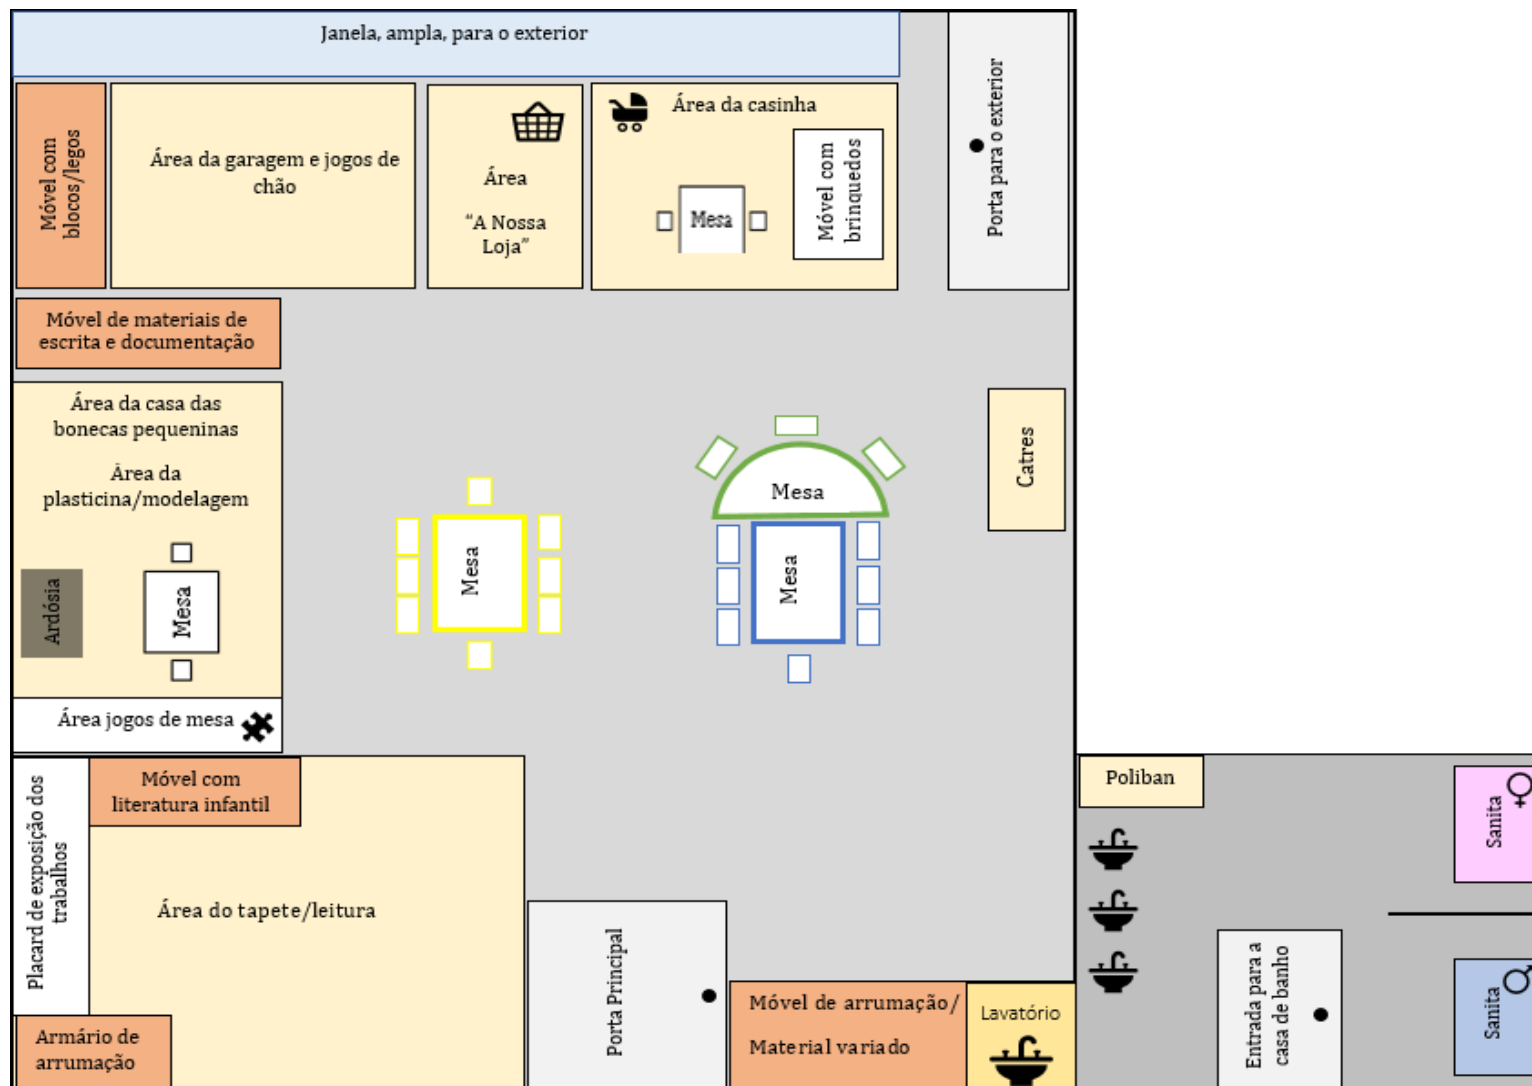 Janela, ampla, para o exterior
Móvel com
blocos/legos
Área da garagem e jogos de
chão
Área
“A Nossa
Loja”
Área da casinha
Mesa
Móvel com
brinquedos
Porta para o exterior
Móvel de materiais de
escrita e documentação
Área da casa das
bonecas pequeninas
Área da
plasticina/modelagem
Ardósia
Mesa
Mesa
Mesa
Mesa
Catres
Área jogos de mesa
Placard de exposição dos
trabalhos
Móvel com
literatura infantil
Área do tapete/leitura
Armário de
arrumação
Porta Principal
Móvel de arrumação/
Material variado
Lavatório
Poliban
Entrada para a
casa de banho
Sanita
Sanita